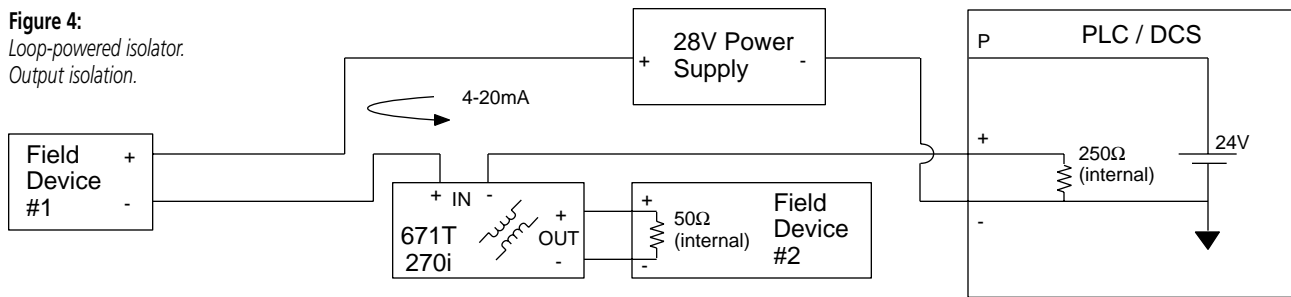 Figure 4:
Loop-powered isolator.
Output isolation.
28V Power
Supply
+
-
P
PLC / DCS
4-20mA
Field
Device
#1
+
-
+ IN -
671T
270i
+
OUT
-
+
50Ω
(internal)
-
Field
Device
#2
+
250Ω
(internal)
24V
-